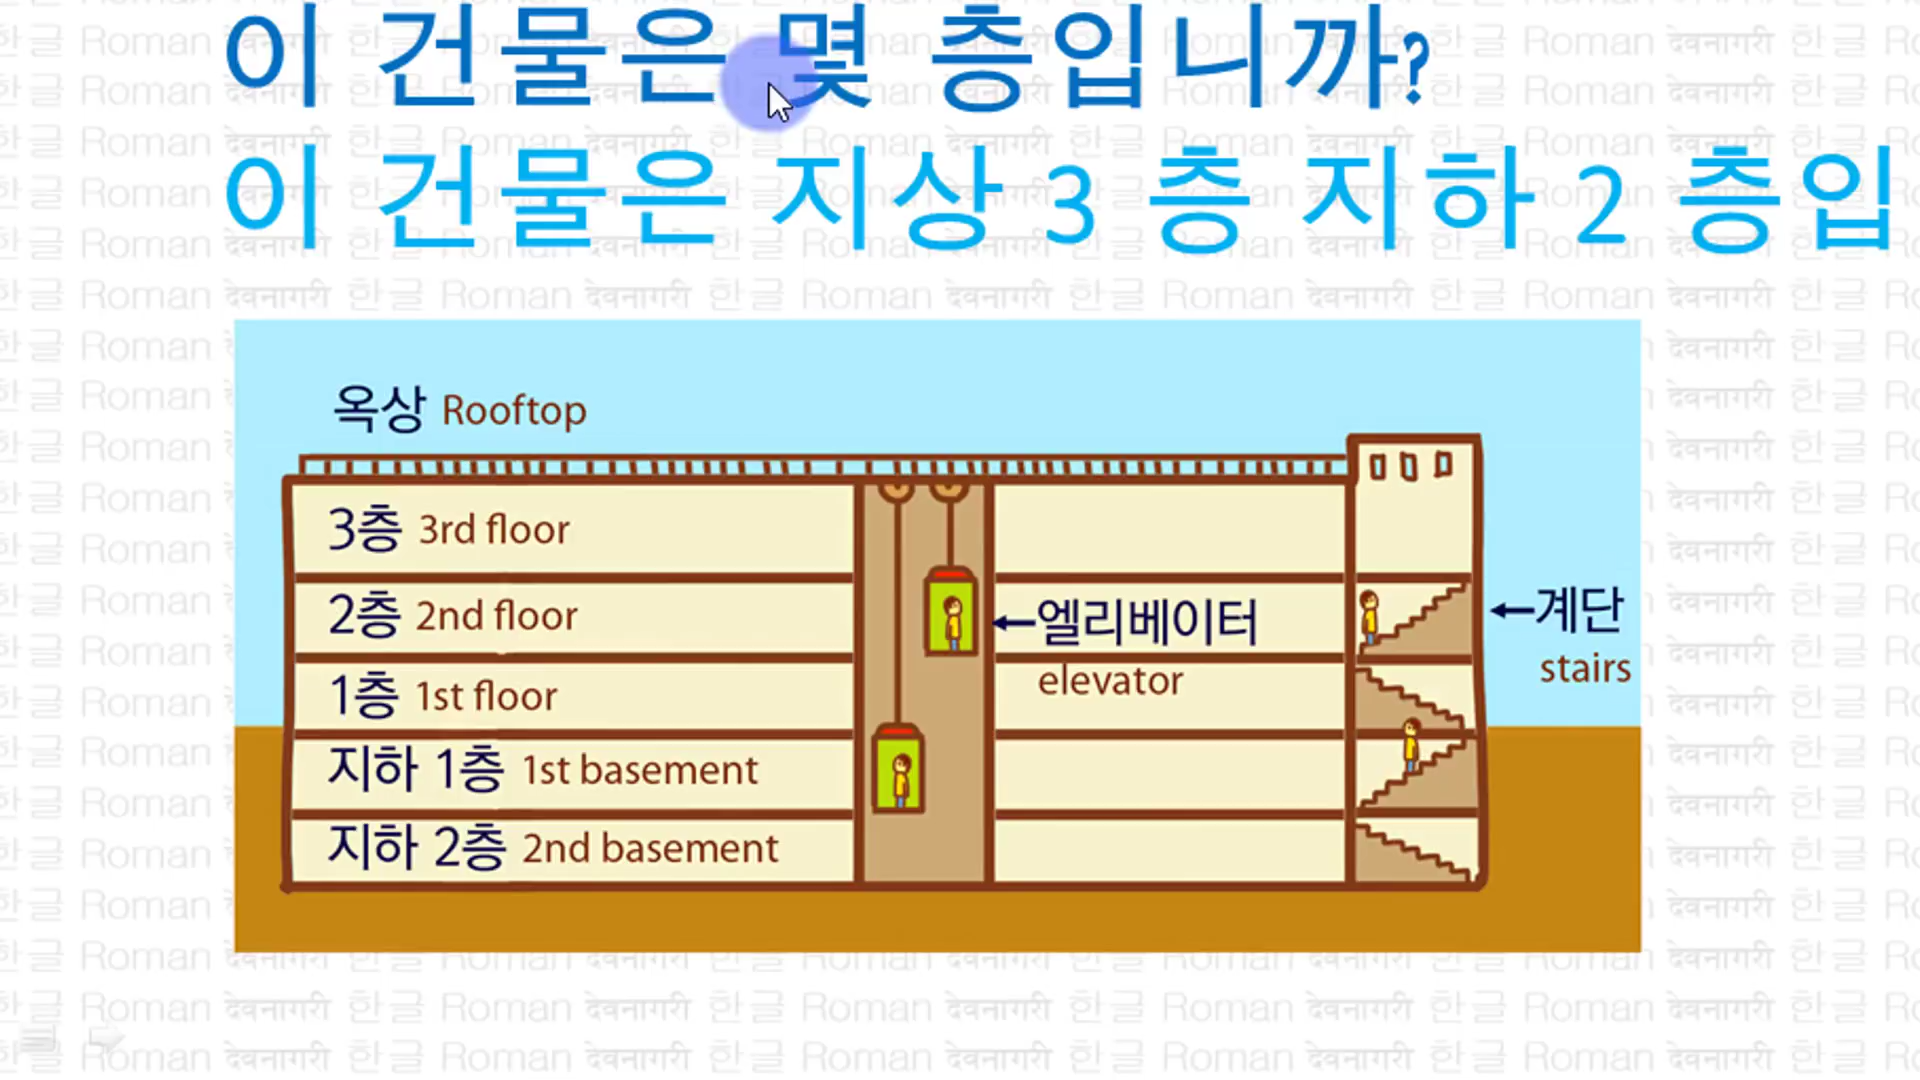 이 건물은 몇 층입니까?
이 건물은 지상 3 층 지하 2 층입
옥상 Rooftop
3층 3rd floor
2층 2nd floor
←엘리베이터
elevator
←계단
stairs
1층 1st floor
지하 1층 1st basement
지하 2층 2nd basement